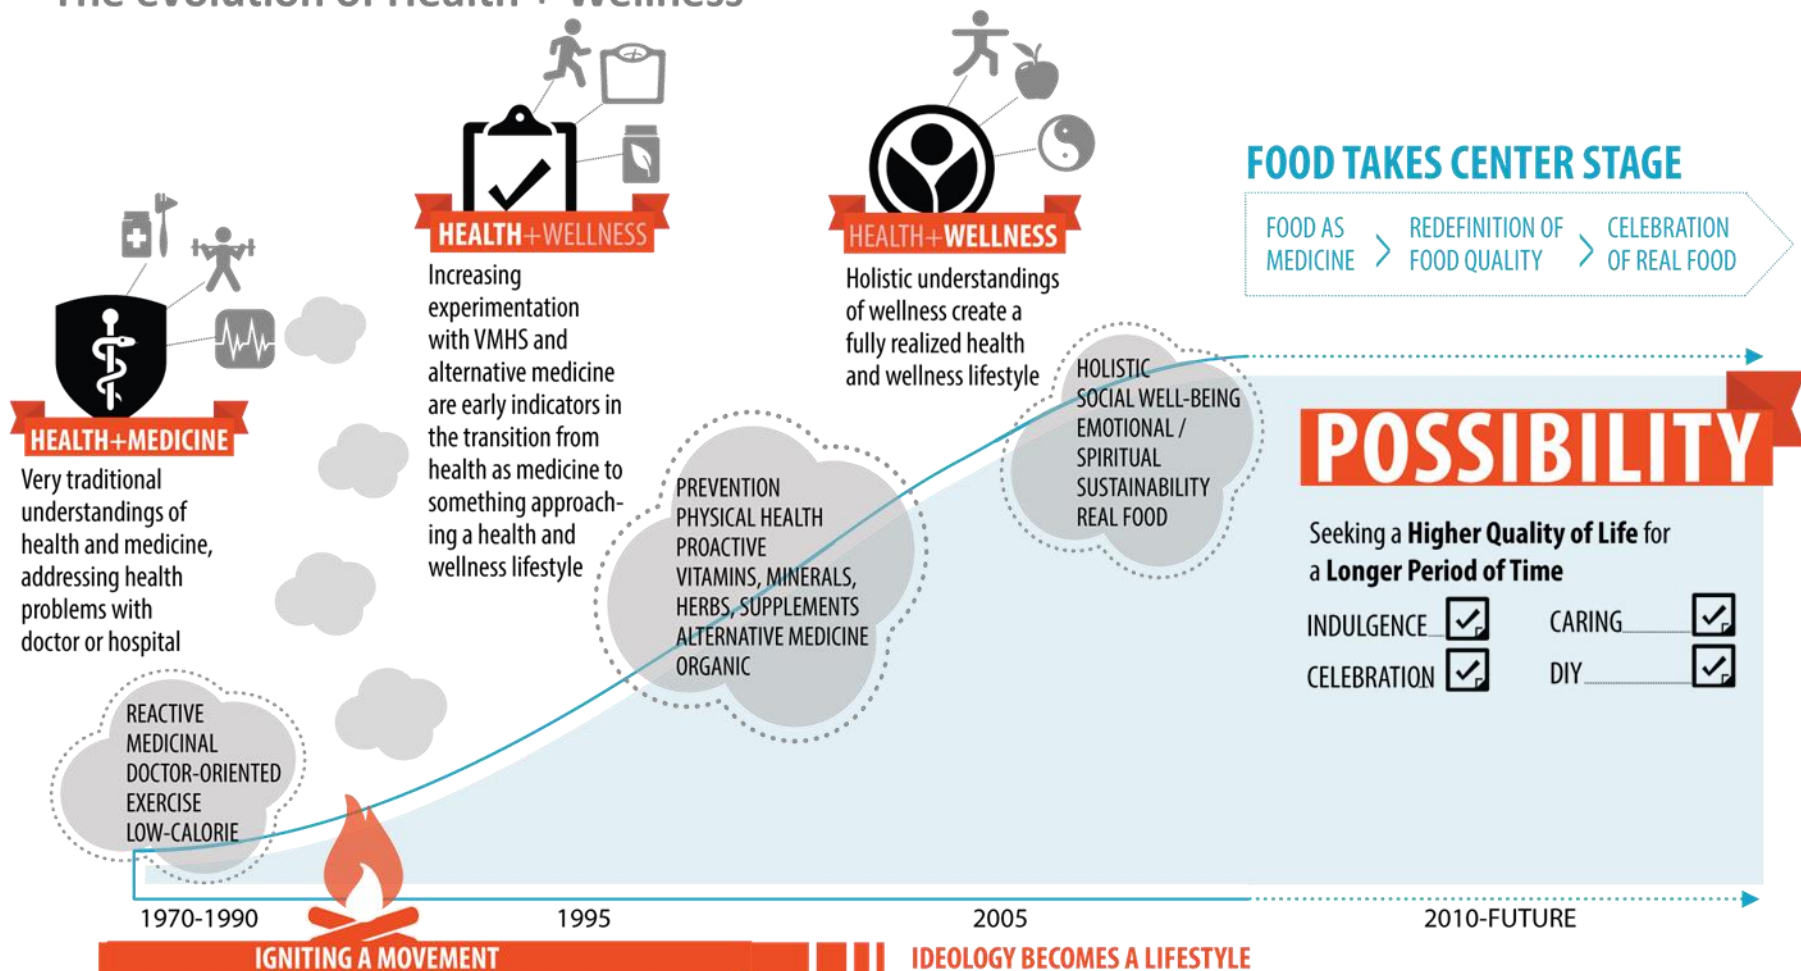 The evolution of Health + Wellness
HEALTH+MEDICINE
Very traditional
understandings of
health and medicine,
addressing health
problems with
doctor or hospital
REACTIVE
MEDICINAL
DOCTOR-ORIENTED
EXERCISE
LOW-CALORIE
HEALTH+WELLNESS
Increasing
experimentation
with VMHS and
alternative medicine
are early indicators in
the transition from
health as medicine to
something approach-
ing a health and
wellness lifestyle
PREVENTION
PHYSICAL HEALTH
PROACTIVE
VITAMINS, MINERALS,
HERBS, SUPPLEMENTS
ALTERNATIVE MEDICINE
ORGANIC
HEALTH+WELLNESS
Holistic understandings
of wellness create a
fully realized health
and wellness lifestyle
HOLISTIC
SOCIAL WELL-BEING
EMOTIONAL /
SPIRITUAL
SUSTAINABILITY
REAL FOOD
FOOD TAKES CENTER STAGE
FOOD AS
MEDICINE
REDEFINITION OF
FOOD QUALITY
CELEBRATION
OF REAL FOOD
POSSIBILITY
Seeking a Higher Quality of Life for
a Longer Period of Time
INDULGENCE
CARING
CELEBRATION
DIY
1970-1990
1995
2005
2010-FUTURE
IGNITING A MOVEMENT
IDEOLOGY BECOMES A LIFESTYLE